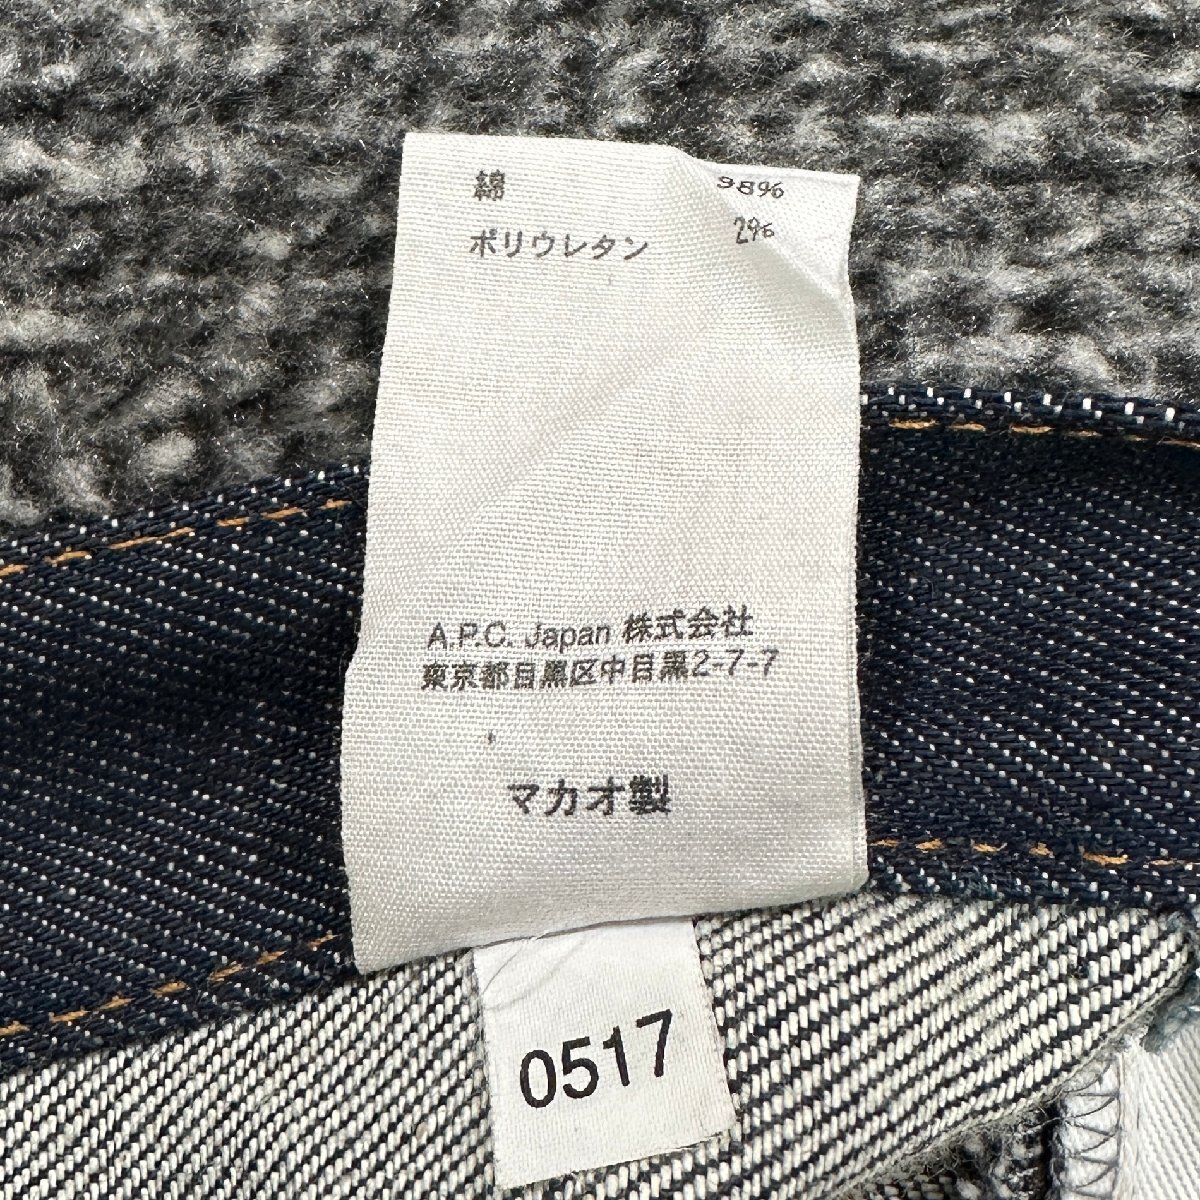 綿 98%
ポリウレタン 2%
A.P.C. Japan 株式会社
東京都目黒区中目黒2-7-7
マカオ製
0517